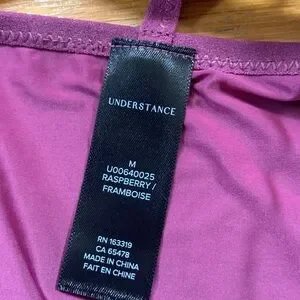 UNDERSTANCE
M
U00640025
RASPBERRY /
FRAMBOISE
RN 163319
CA 65478
MADE IN CHINA
FAIT EN CHINE